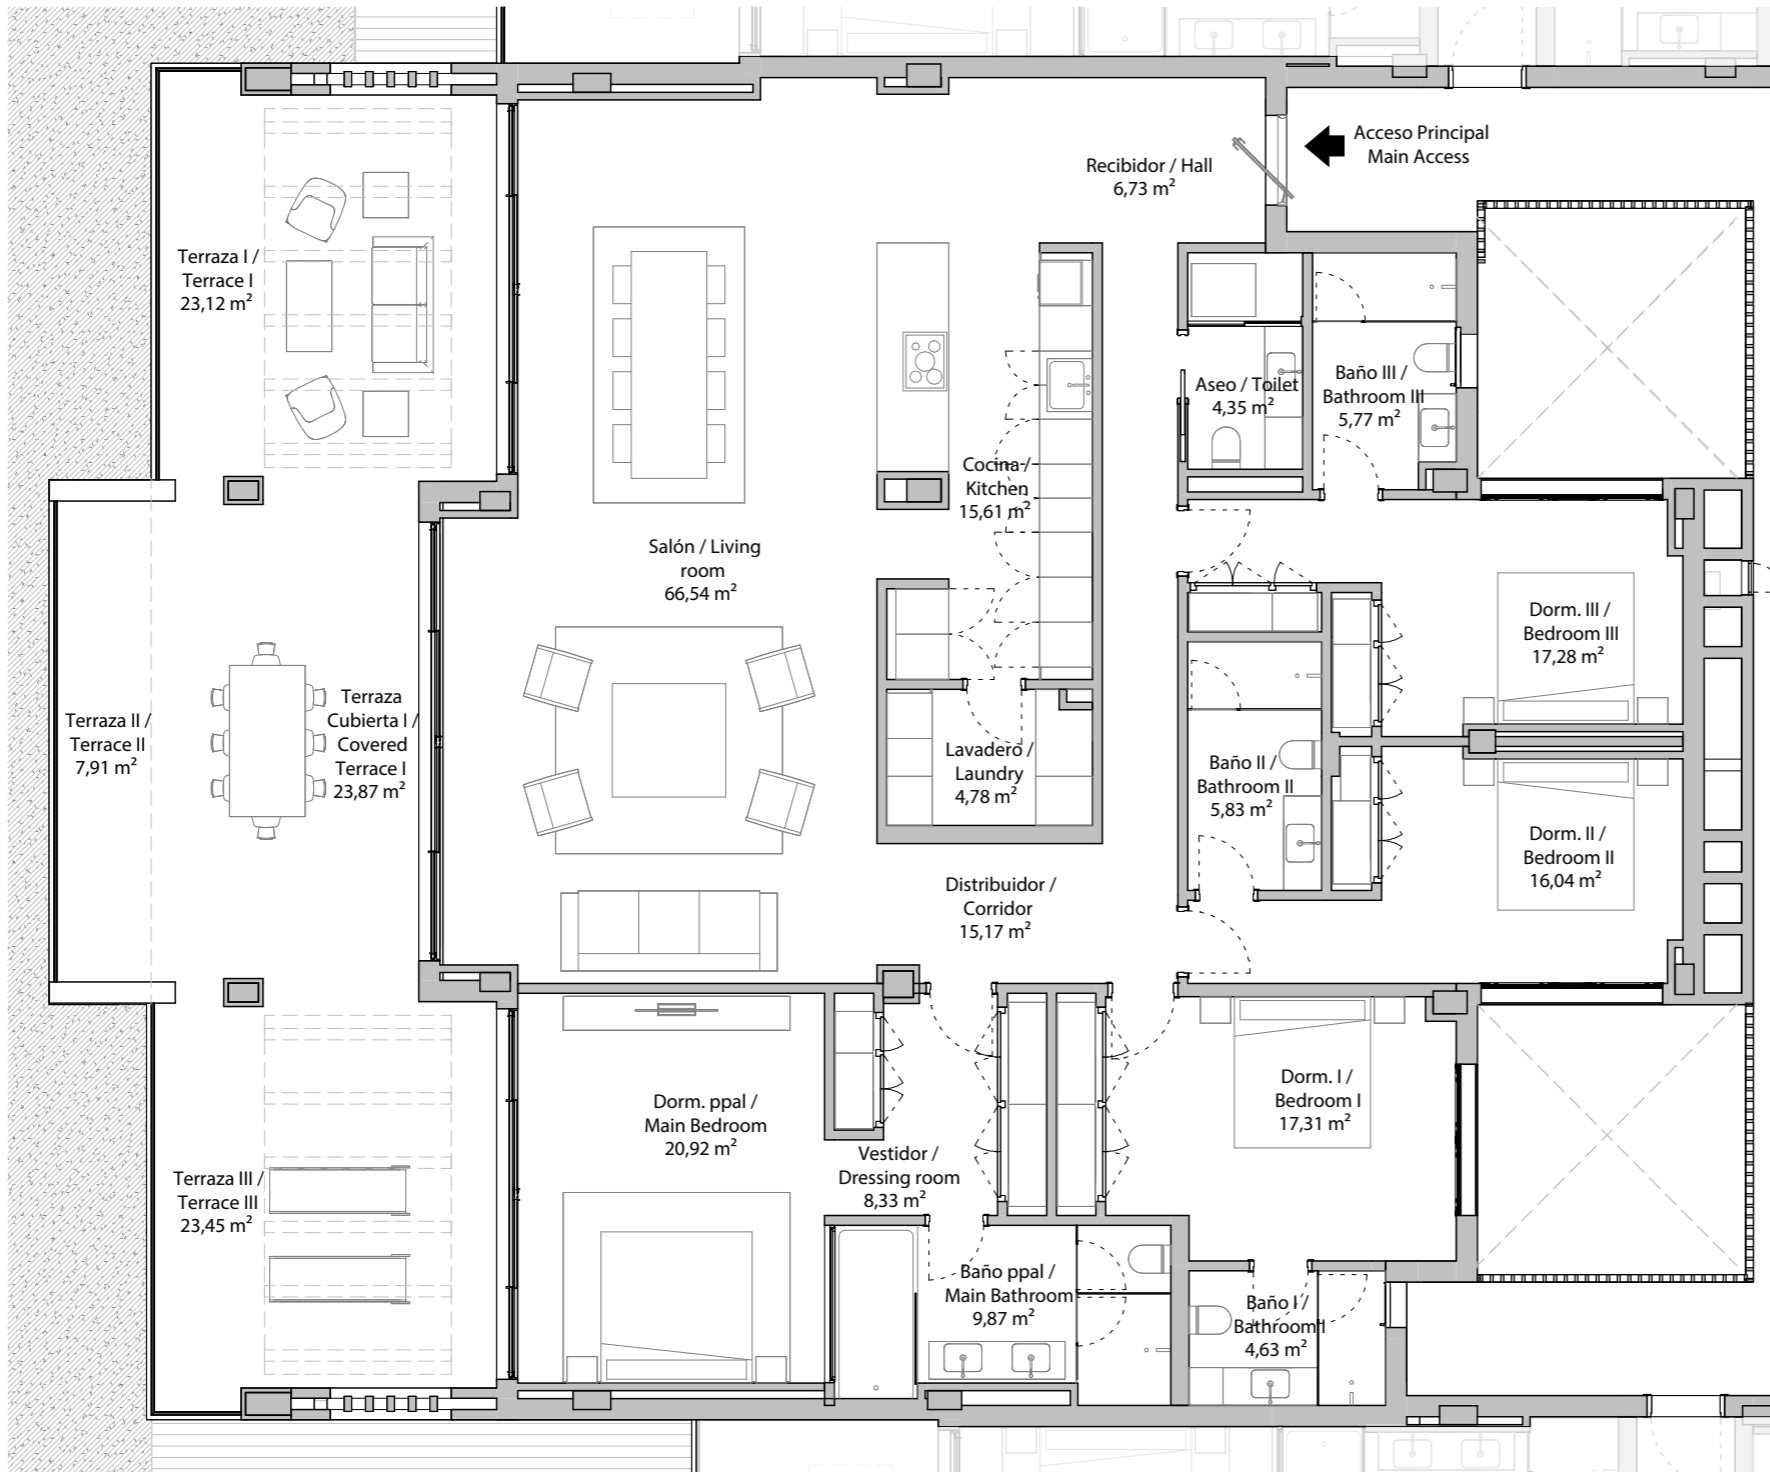 Acceso Principal
Main Access
Recibidor / Hall
6,73 m²
Terraza I /
Terrace I
23,12 m²
Aseo / Toilet
4,35 m²
Baño III /
Bathroom III
5,77 m²
Cocina /
Kitchen
15,61 m²
Salón / Living
room
66,54 m²
Dorm. III /
Bedroom III
17,28 m²
Terraza II /
Terrace II
7,91 m²
Terraza
Cubierta I /
Covered
Terrace I
23,87 m²
Lavadero /
Laundry
4,78 m²
Baño II /
Bathroom II
5,83 m²
Dorm. II /
Bedroom II
16,04 m²
Distribuidor /
Corridor
15,17 m²
Dorm. ppal /
Main Bedroom
20,92 m²
Dorm. I /
Bedroom I
17,31 m²
Vestidor /
Dressing room
8,33 m²
Terraza III /
Terrace III
23,45 m²
Baño ppal /
Main Bathroom
9,87 m²
Baño I /
Bathroom I
4,63 m²